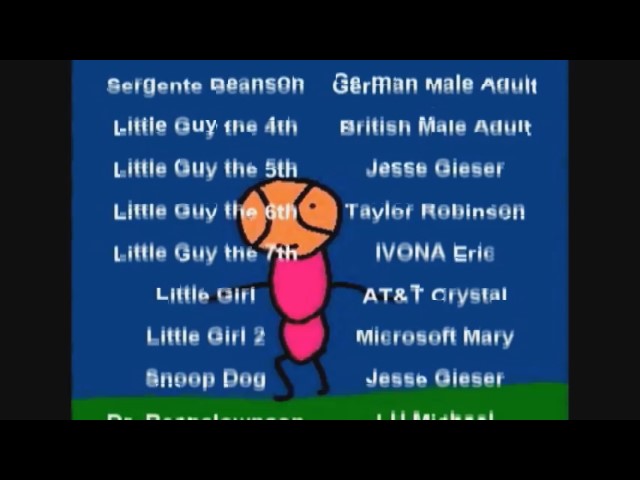 Sergente Beanson German Male Adult
Little Guy the 4th British Male Adult
Little Guy the 5th Jesse Gieser
Little Guy the 6th Taylor Robinson
Little Guy the 7th IVONA Eric
Little Girl AT&T Crystal
Little Girl 2 Microsoft Mary
Snoop Dog Jesse Gieser
Dr.